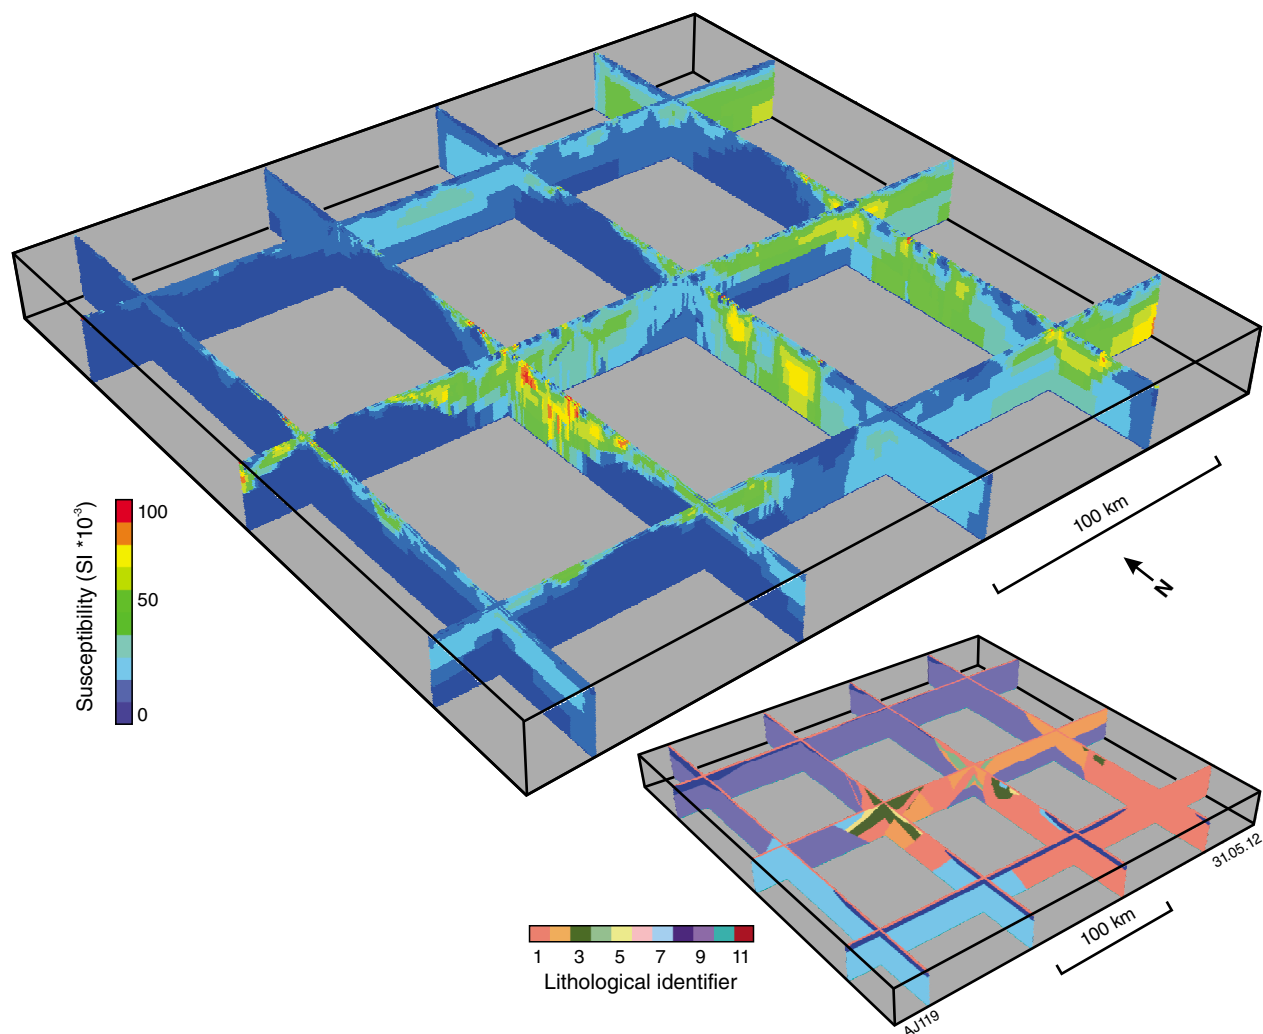 100
50
0
Susceptibility (SI *10-3)
100 km
N
1 3 5 7 9 11
Lithological identifier
100 km
31.05.12
AJ119